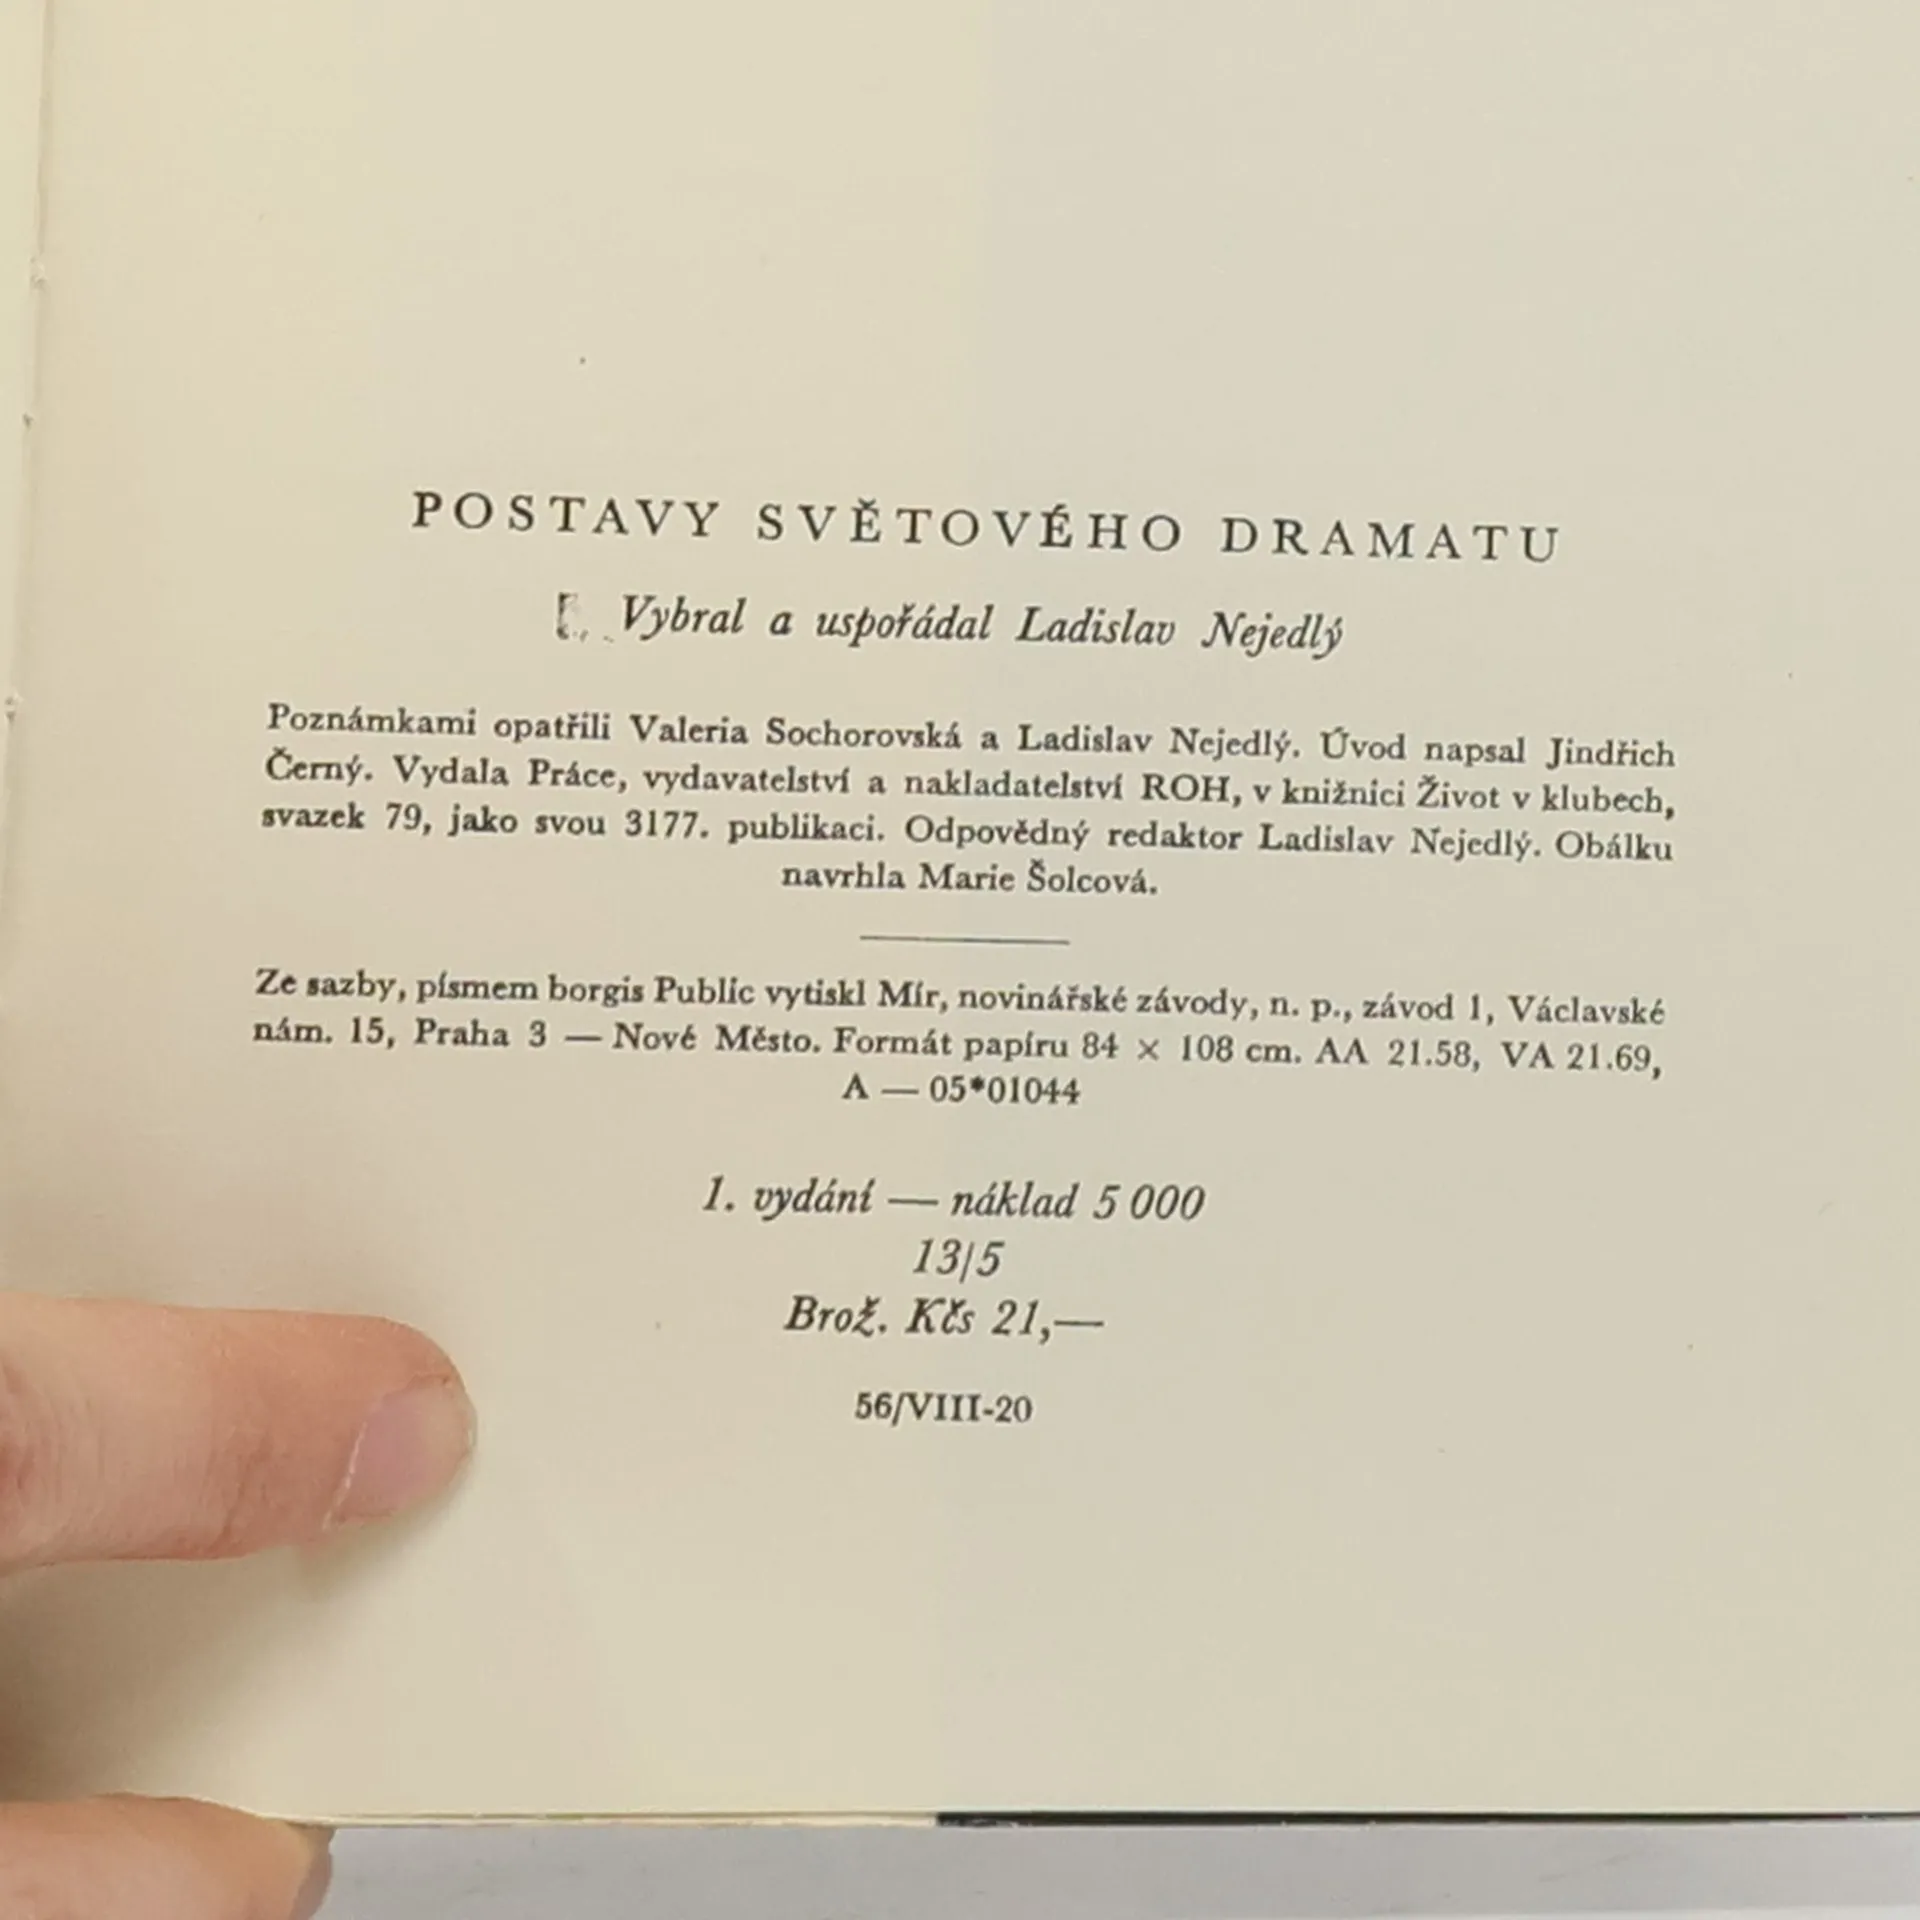 POSTAVY SVĚTOVÉHO DRAMATU
Vybral a uspořádal Ladislav Nejedlý
Poznámkami opatřili Valeria Sochorovská a Ladislav Nejedlý. Úvod napsal Jindřich
Černý. Vydala Práce, vydavatelství a nakladatelství ROH, v knižnici Život v klubech,
svazek 79, jako svou 3177. publikaci. Odpovědný redaktor Ladislav Nejedlý. Obálku
navrhla Marie Šolcová.
Ze sazby, písmem borgis Public vytiskl Mír, novinářské závody, n. p., závod 1, Václavské
nám. 15, Praha 3 — Nové Město. Formát papíru 84 × 108 cm. AA 21.58, VA 21.69,
A — 05*01044
1. vydání — náklad 5 000
13/5
Brož. Kčs 21,—
56/VIII-20